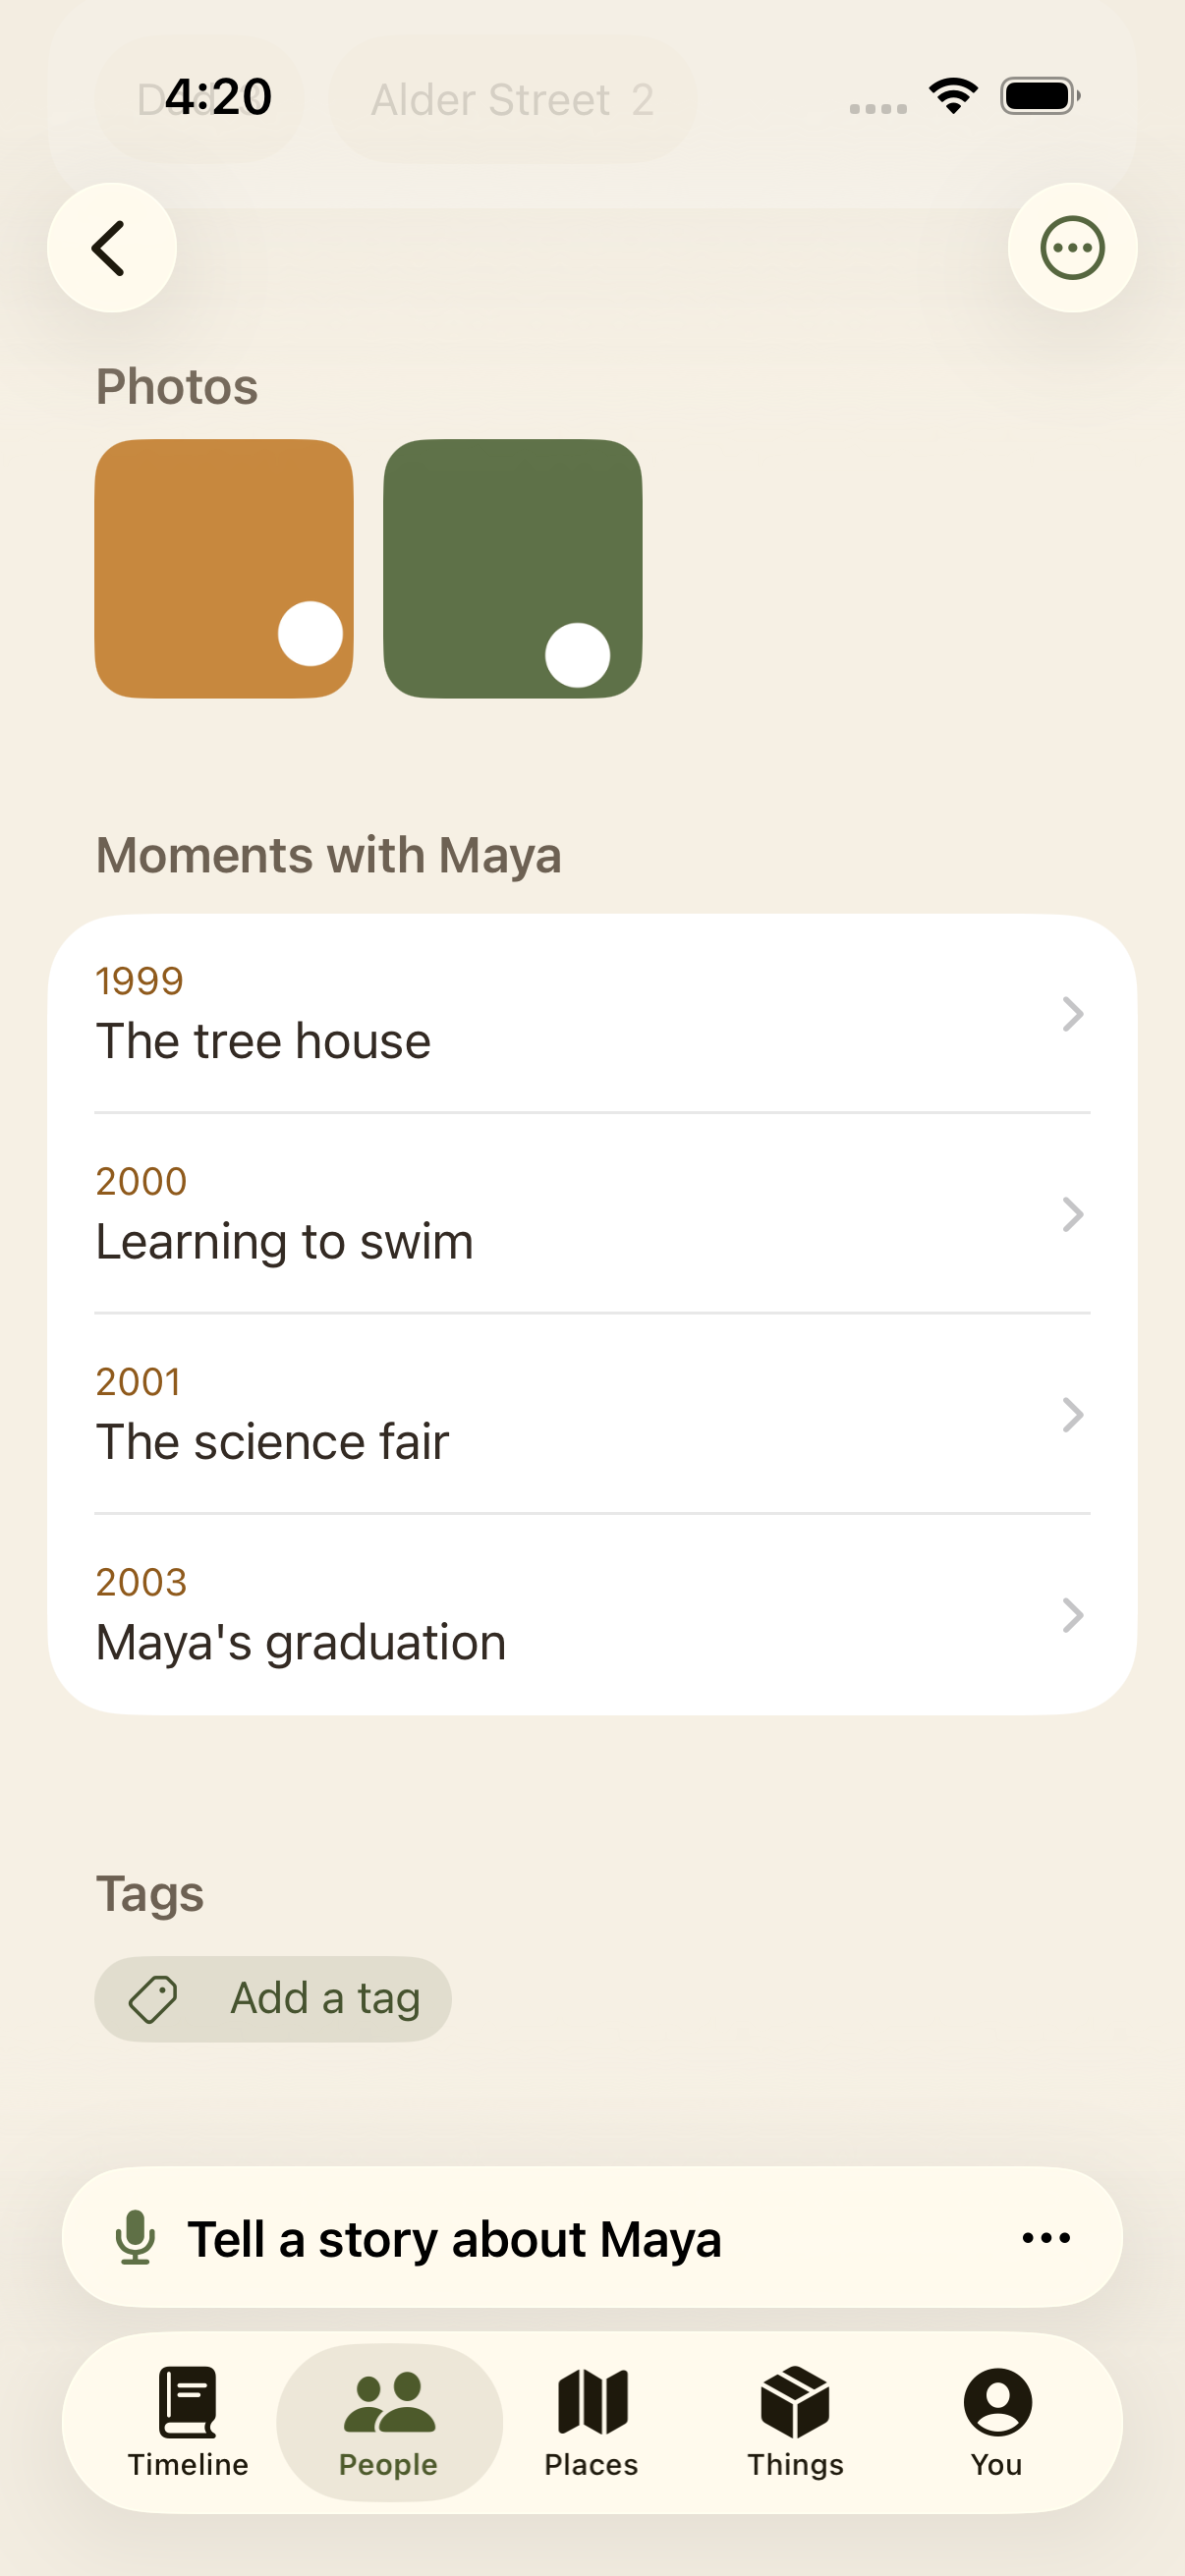 4:20
Alder Street 2
Photos
Moments with Maya
1999
The tree house
2000
Learning to swim
2001
The science fair
2003
Maya's graduation
Tags
Add a tag
Tell a story about Maya
Timeline
People
Places
Things
You